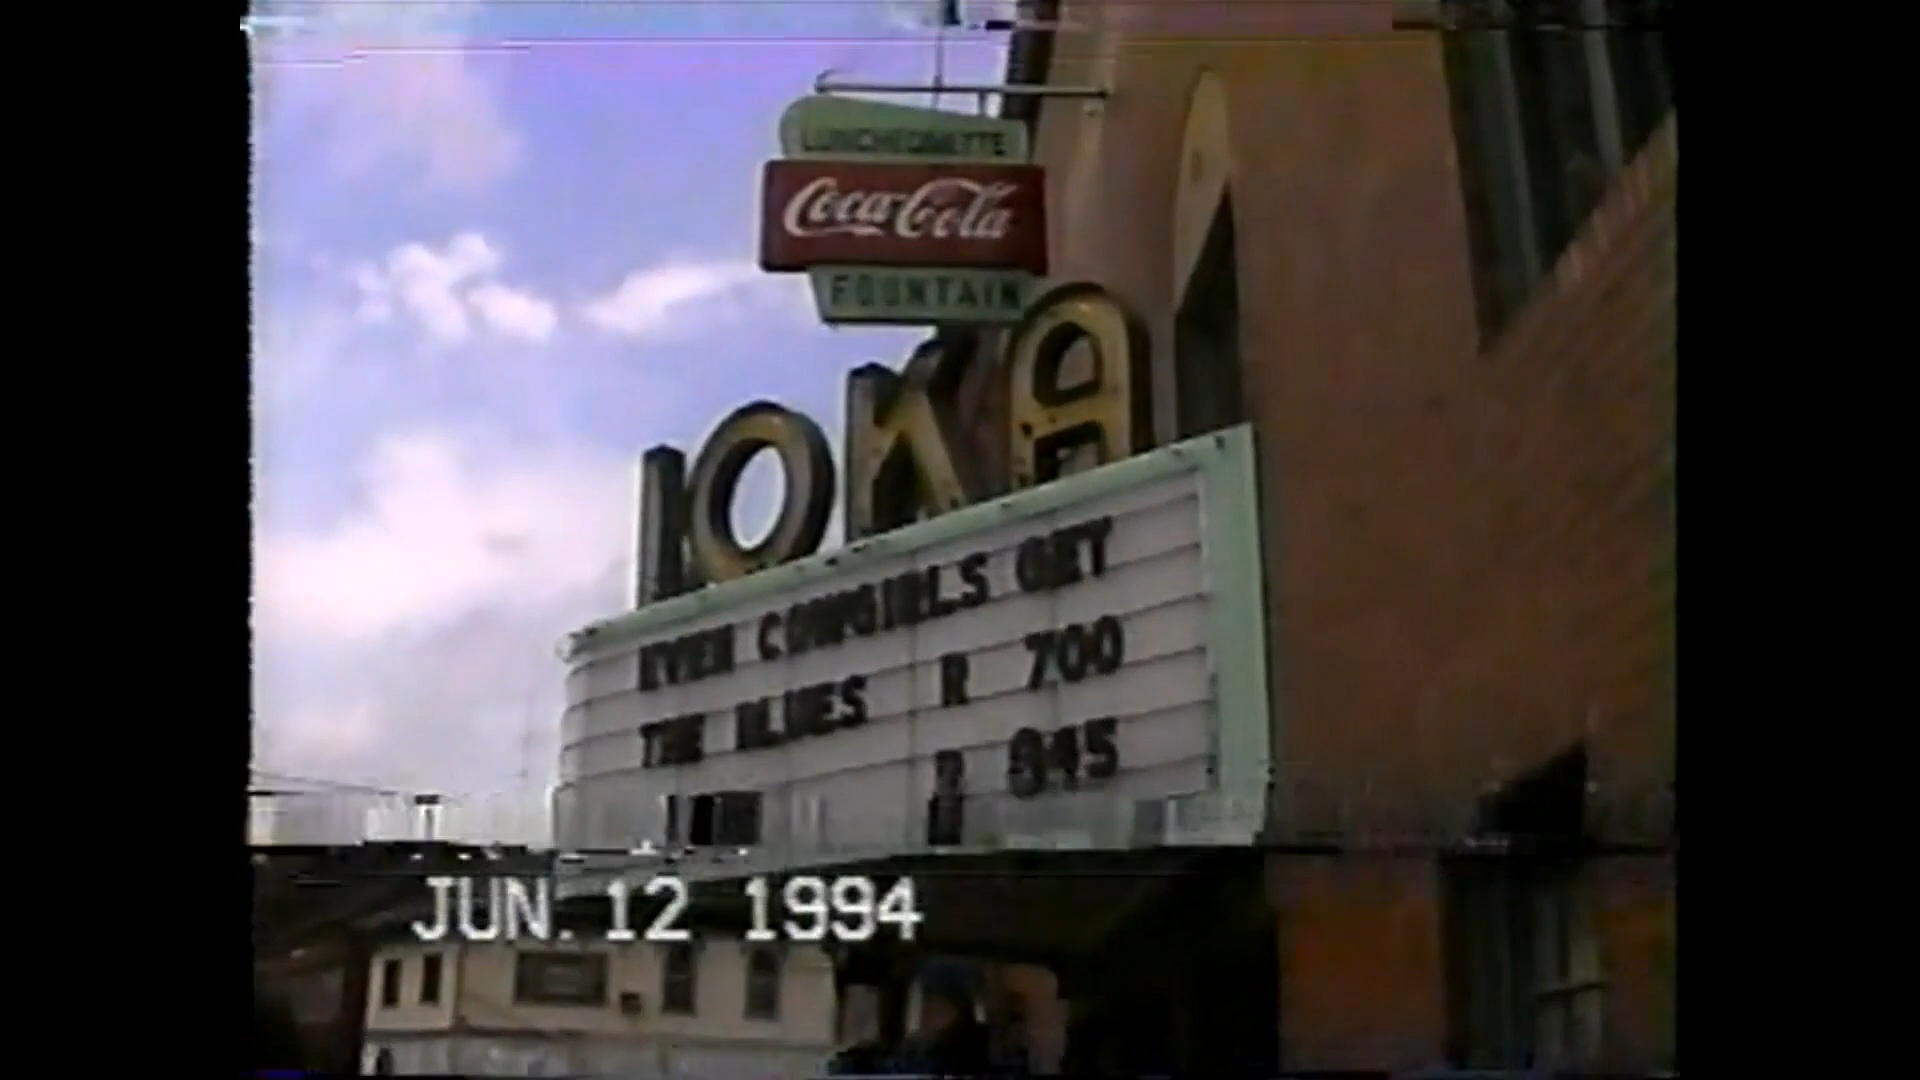 LUNCHEONETTE
Coca-Cola
FOUNTAIN
IOKA
EVEN COWGIRLS GET
THE BLUES R 700
R 945
JUN. 12 1994